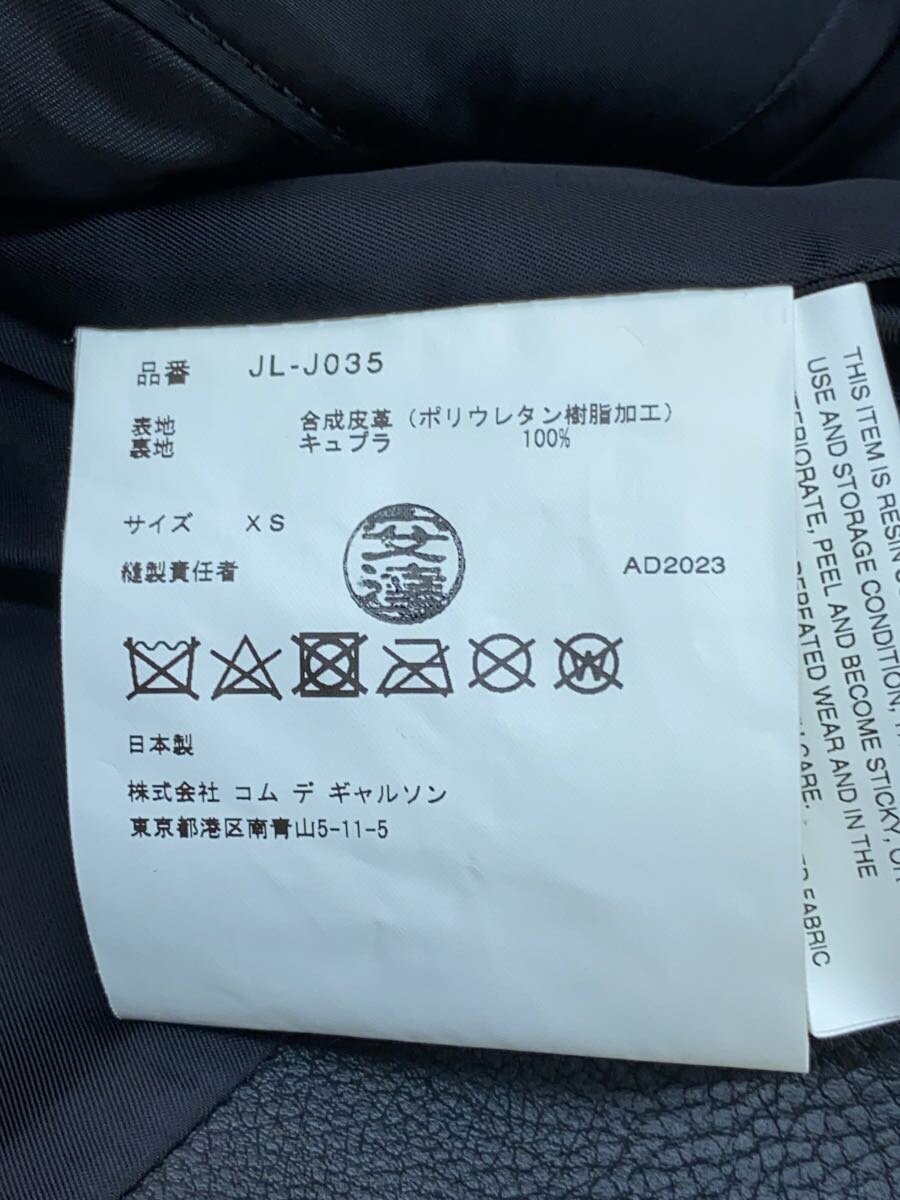 品番 JL-J035
表地 合成皮革（ポリウレタン樹脂加工）
裏地 キュプラ 100%
サイズ XS
縫製責任者 AD2023
日本製
株式会社 コム デ ギャルソン
東京都港区南青山5-11-5
THIS ITEM IS RESIN
USE AND STORAGE CONDITION,
PEEL AND BECOME STICKY, OR
REPEATED WEAR AND IN THE
CARE.
FABRIC